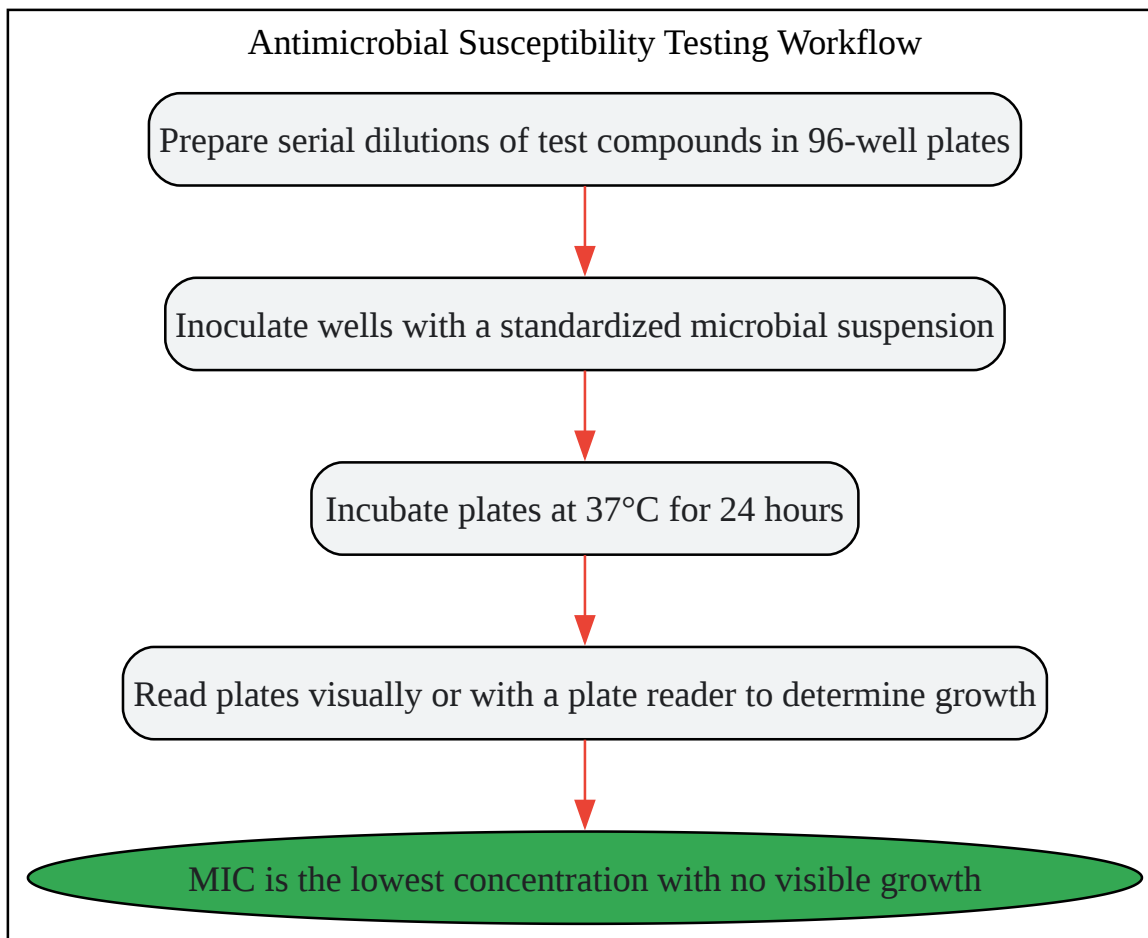 Antimicrobial Susceptibility Testing Workflow
Prepare serial dilutions of test compounds in 96-well plates
Inoculate wells with a standardized microbial suspension
Incubate plates at 37°C for 24 hours
Read plates visually or with a plate reader to determine growth
MIC is the lowest concentration with no visible growth